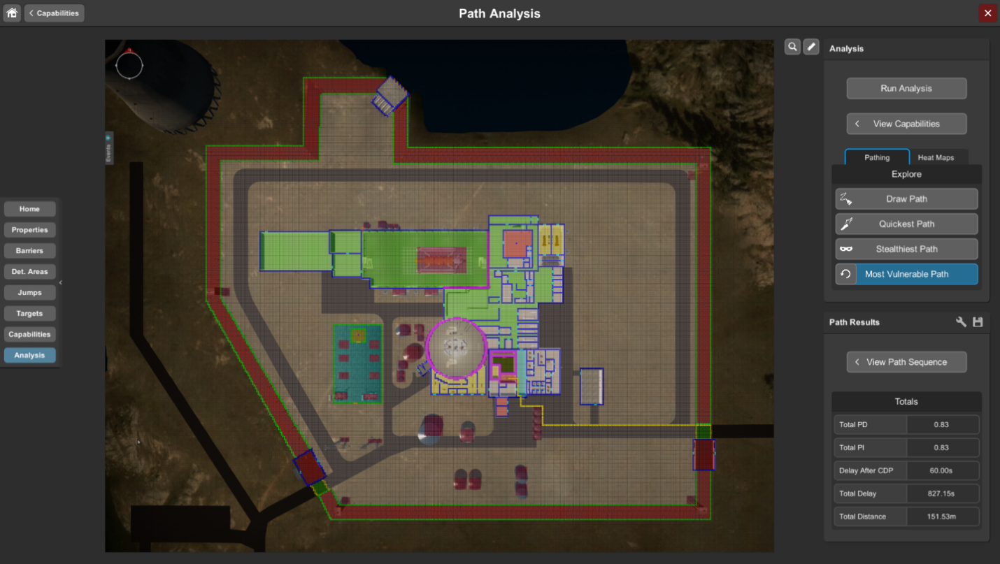 Capabilities
Path Analysis
Events
Home
Properties
Barriers
Det. Areas
Jumps
Targets
Capabilities
Analysis
Analysis
Run Analysis
View Capabilities
Pathing
Heat Maps
Explore
Draw Path
Quickest Path
Stealthiest Path
Most Vulnerable Path
Path Results
View Path Sequence
Totals
Total PD 0.83
Total PI 0.83
Delay After CDP 60.00s
Total Delay 827.15s
Total Distance 151.53m